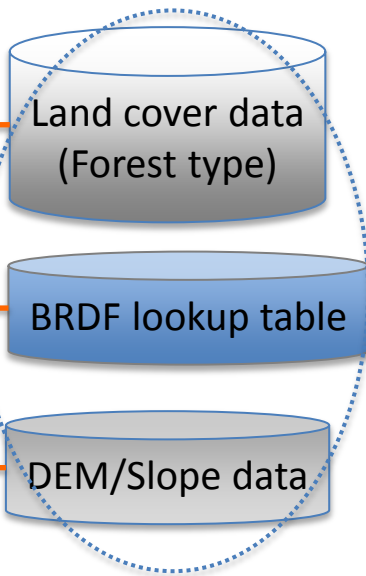 Land cover data
(Forest type)
BRDF lookup table
DEM/Slope data